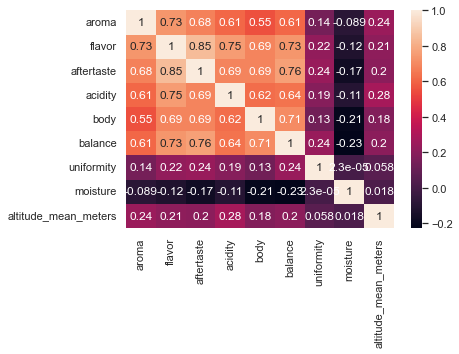 aroma 1 0.73 0.68 0.61 0.55 0.61 0.14 -0.089 0.24
flavor 0.73 1 0.85 0.75 0.69 0.73 0.22 -0.12 0.21
aftertaste 0.68 0.85 1 0.69 0.69 0.76 0.24 -0.17 0.2
acidity 0.61 0.75 0.69 1 0.62 0.64 0.19 -0.11 0.28
body 0.55 0.69 0.69 0.62 1 0.71 0.13 -0.21 0.18
balance 0.61 0.73 0.76 0.64 0.71 1 0.24 -0.23 0.2
uniformity 0.14 0.22 0.24 0.19 0.13 0.24 1 0.058
moisture -0.089 -0.12 -0.17 -0.11 -0.21 -0.23 1 0.018
altitude_mean_meters 0.24 0.21 0.2 0.28 0.18 0.2 0.058 0.018 1
aroma
flavor
aftertaste
acidity
body
balance
uniformity
moisture
altitude_mean_meters
1.0
0.8
0.6
0.4
0.2
0.0
-0.2